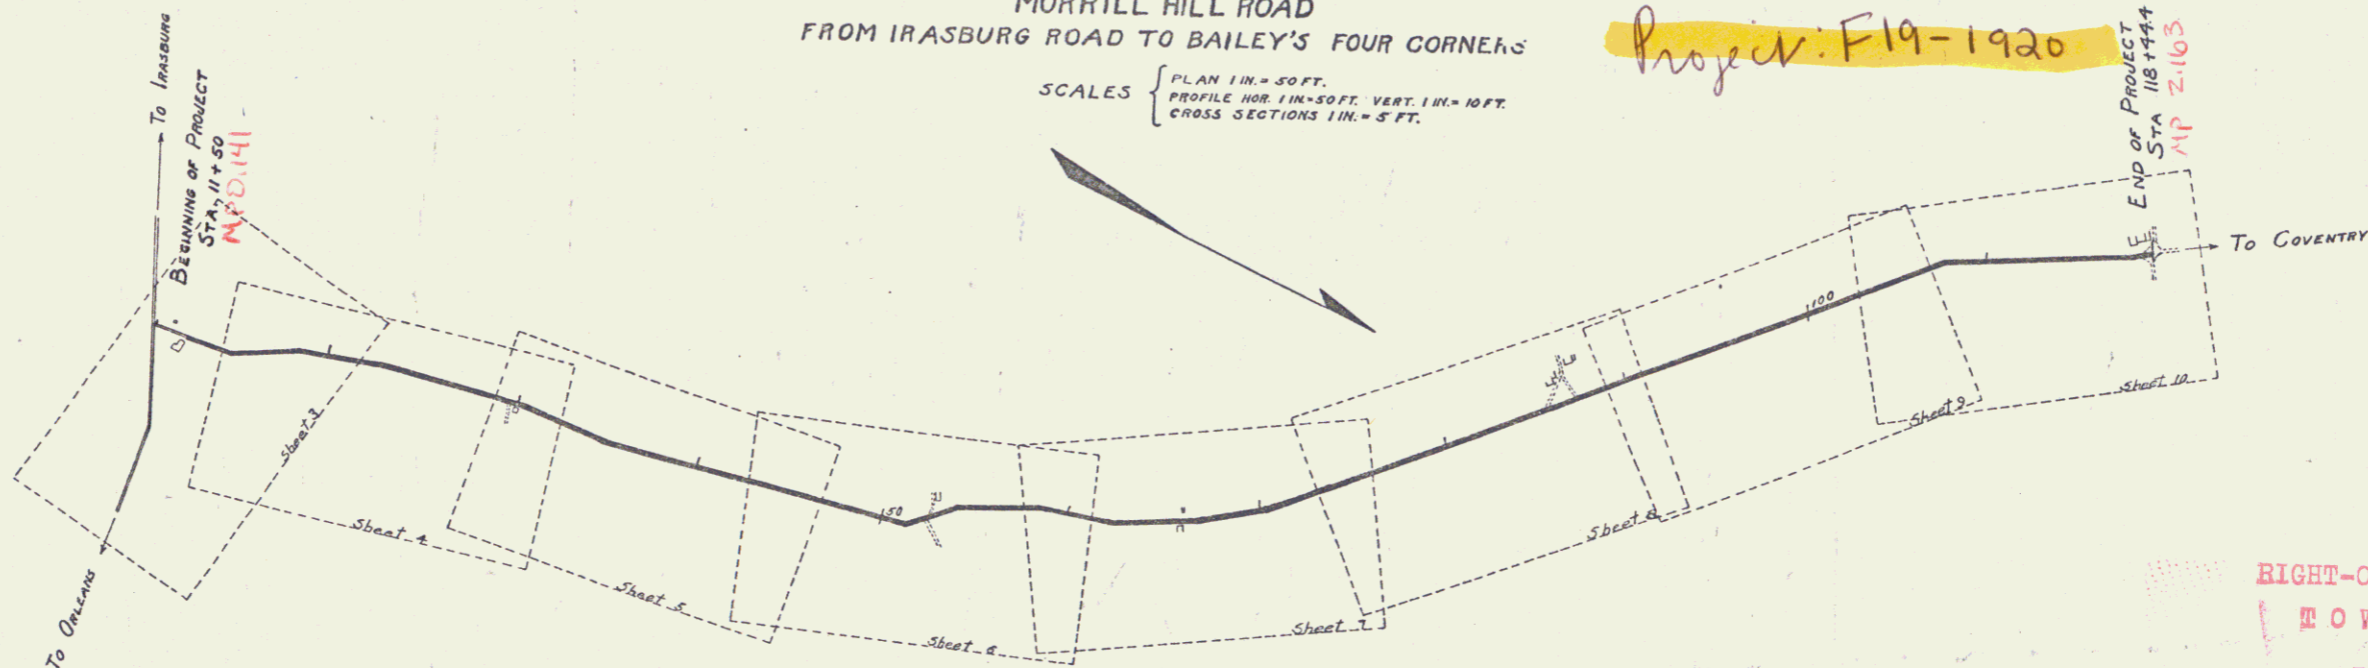 MORRILL HILL ROAD
FROM IRASBURG ROAD TO BAILEY'S FOUR CORNERS
SCALES
PLAN 1 IN. = 50 FT.
PROFILE HOR. 1 IN. = 50 FT. VERT. 1 IN. = 10 FT.
CROSS SECTIONS 1 IN. = 5 FT.
Project: F19-1920
To IRASBURG
BEGINNING OF PROJECT
STA. 11+50
MP 0.141
END OF PROJECT
STA 118+44.4
MP 2.163
To COVENTRY
To ORLEANS
Sheet 3
Sheet 4
Sheet 5
Sheet 6
Sheet 7
Sheet 8
Sheet 9
Sheet 10
50
100
RIGHT-O
TOW